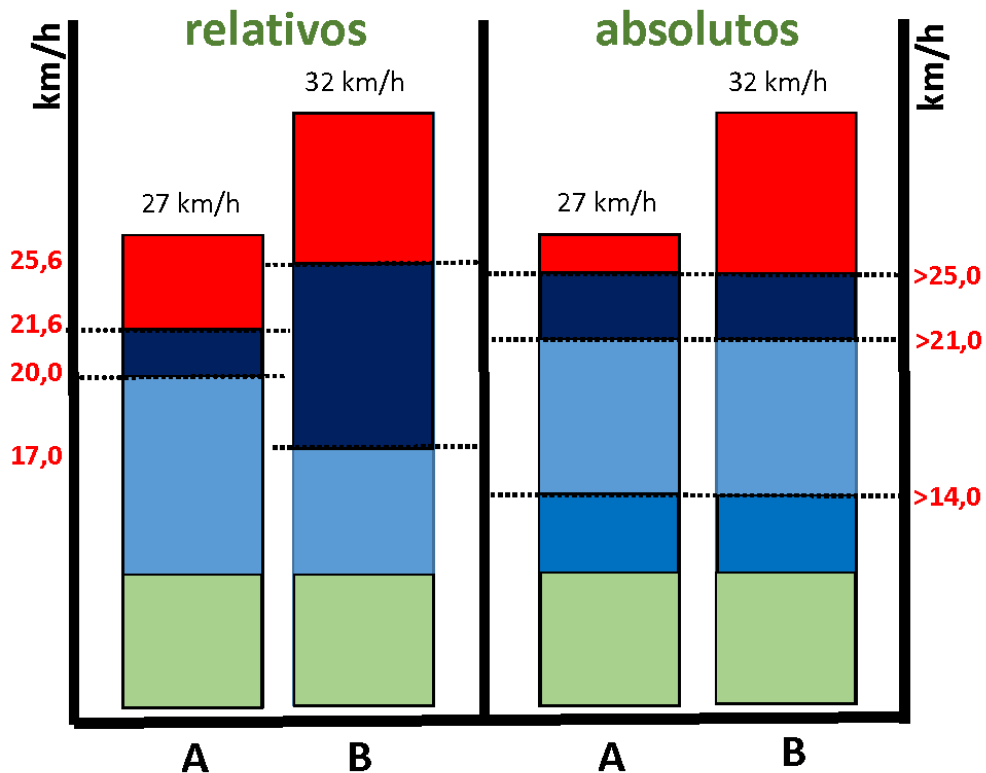 relativos
absolutos
km/h
km/h
32 km/h
32 km/h
27 km/h
27 km/h
25,6
21,6
20,0
17,0
>25,0
>21,0
>14,0
A
B
A
B